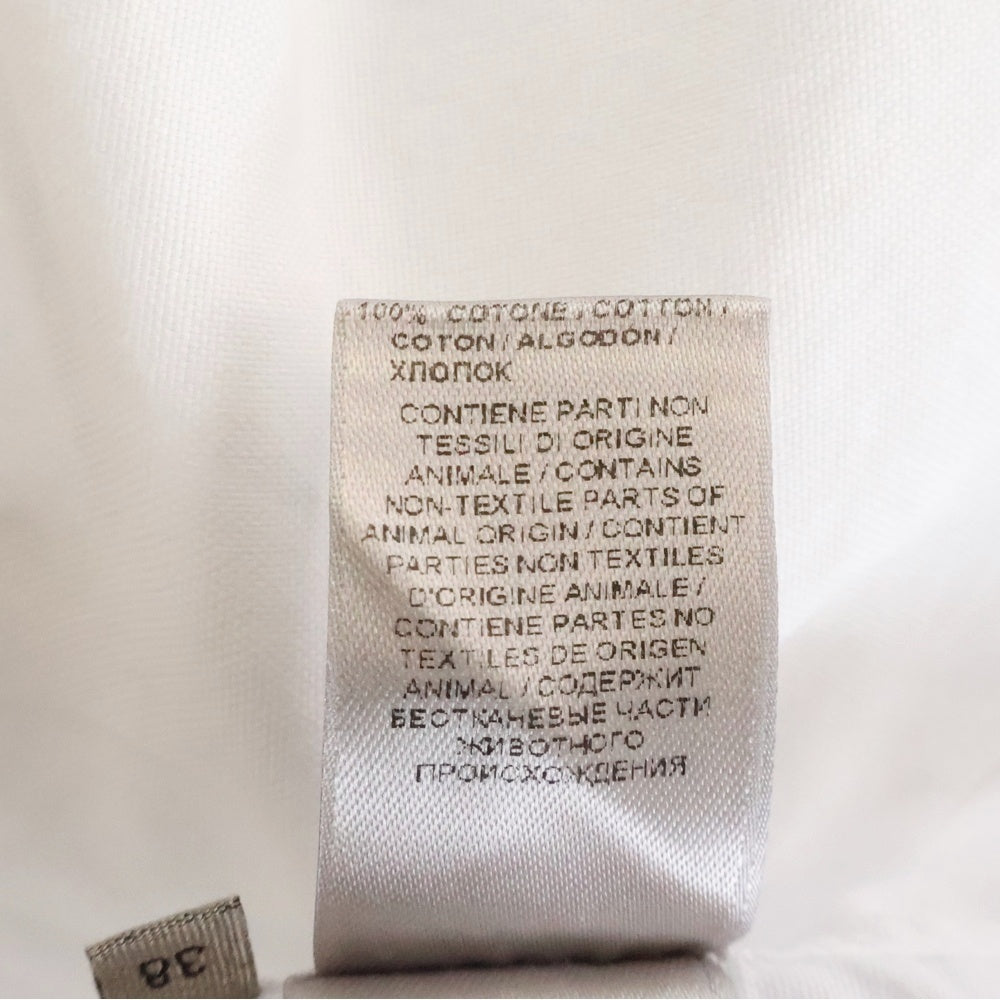 100% COTONE / COTTON /
COTON / ALGODON /
ХЛОПОК
CONTIENE PARTI NON
TESSILI DI ORIGINE
ANIMALE / CONTAINS
NON-TEXTILE PARTS OF
ANIMAL ORIGIN / CONTIENT
PARTIES NON TEXTILES
D'ORIGINE ANIMALE /
CONTIENE PARTES NO
TEXTILES DE ORIGEN
ANIMAL / СОДЕРЖИТ
БЕСТКАНЕВЫЕ ЧАСТИ
ЖИВОТНОГО
ПРОИСХОЖДЕНИЯ
38